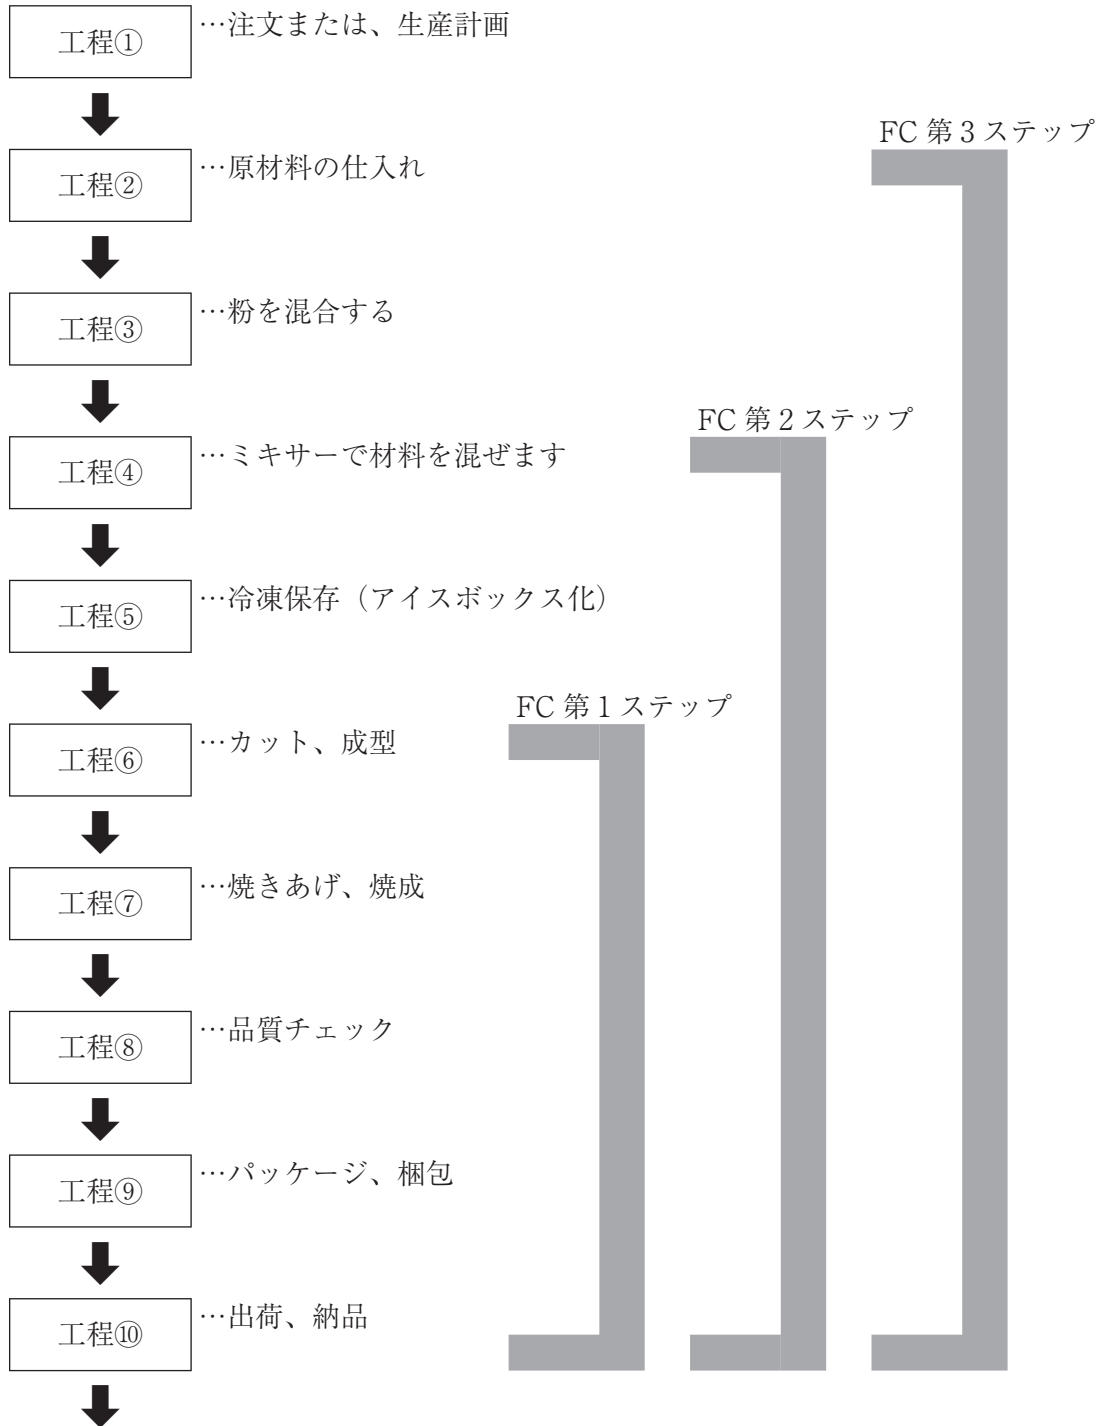 工程① …注文または、生産計画
FC 第3ステップ
工程② …原材料の仕入れ
工程③ …粉を混合する
FC 第2ステップ
工程④ …ミキサーで材料を混ぜます
工程⑤ …冷凍保存（アイスボックス化）
FC 第1ステップ
工程⑥ …カット、成型
工程⑦ …焼きあげ、焼成
工程⑧ …品質チェック
工程⑨ …パッケージ、梱包
工程⑩ …出荷、納品